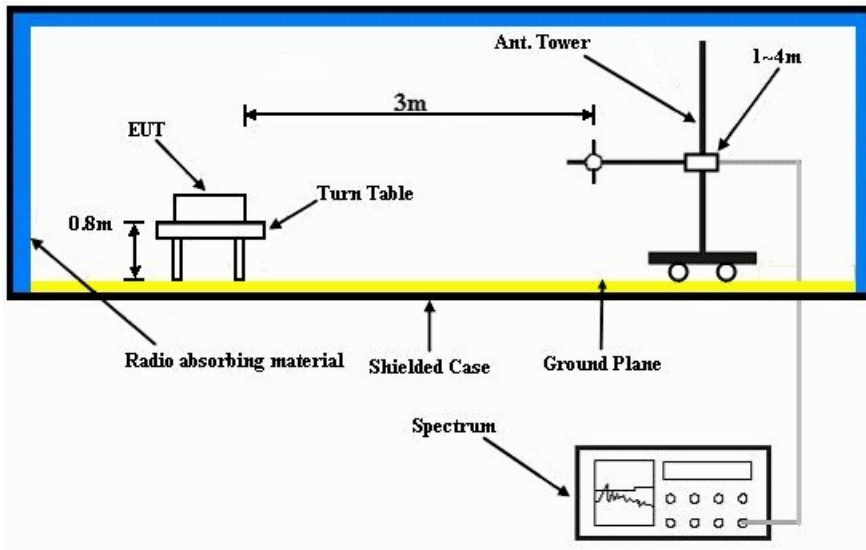 Ant. Tower
1~4m
3m
EUT
Turn Table
0.8m
Radio absorbing material
Shielded Case
Ground Plane
Spectrum